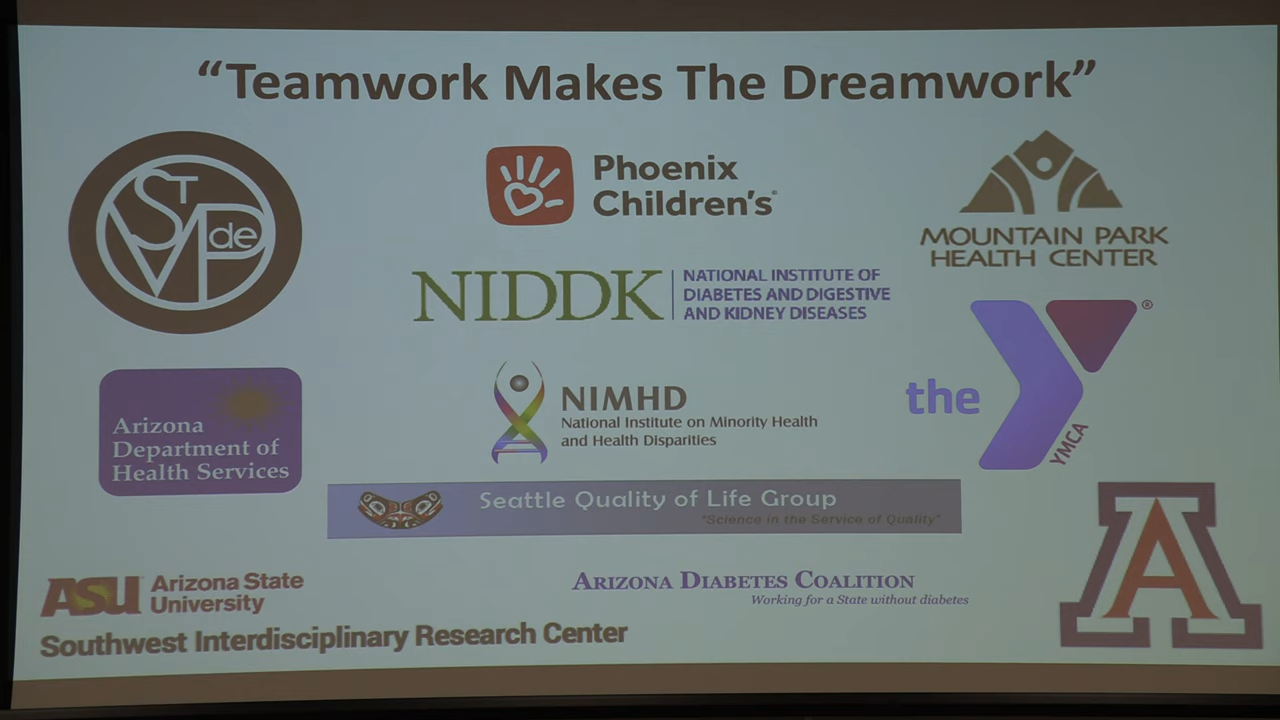 “Teamwork Makes The Dreamwork”
ST
V
de
P
Phoenix
Children's
MOUNTAIN PARK
HEALTH CENTER
NIDDK
NATIONAL INSTITUTE OF
DIABETES AND DIGESTIVE
AND KIDNEY DISEASES
the
YMCA
®
Arizona
Department of
Health Services
NIMHD
National Institute on Minority Health
and Health Disparities
Seattle Quality of Life Group
"Science in the Service of Quality"
ASU Arizona State
University
Southwest Interdisciplinary Research Center
ARIZONA DIABETES COALITION
Working for a State without diabetes
A